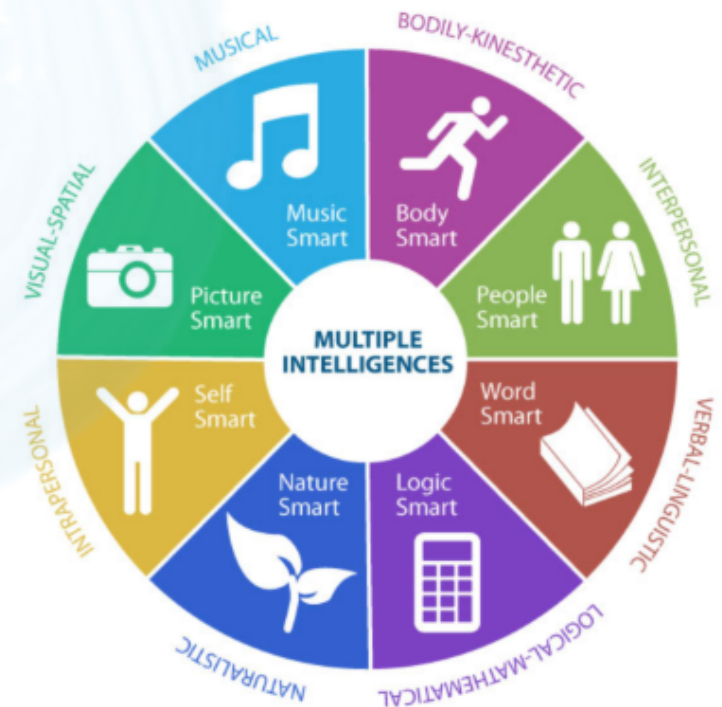 MUSICAL
BODILY-KINESTHETIC
VISUAL-SPATIAL
INTERPERSONAL
Music
Smart
Body
Smart
Picture
Smart
People
Smart
MULTIPLE
INTELLIGENCES
Self
Smart
Word
Smart
Nature
Smart
Logic
Smart
INTRAPERSONAL
VERBAL-LINGUISTIC
NATURALISTIC
LOGICAL-MATHEMATICAL